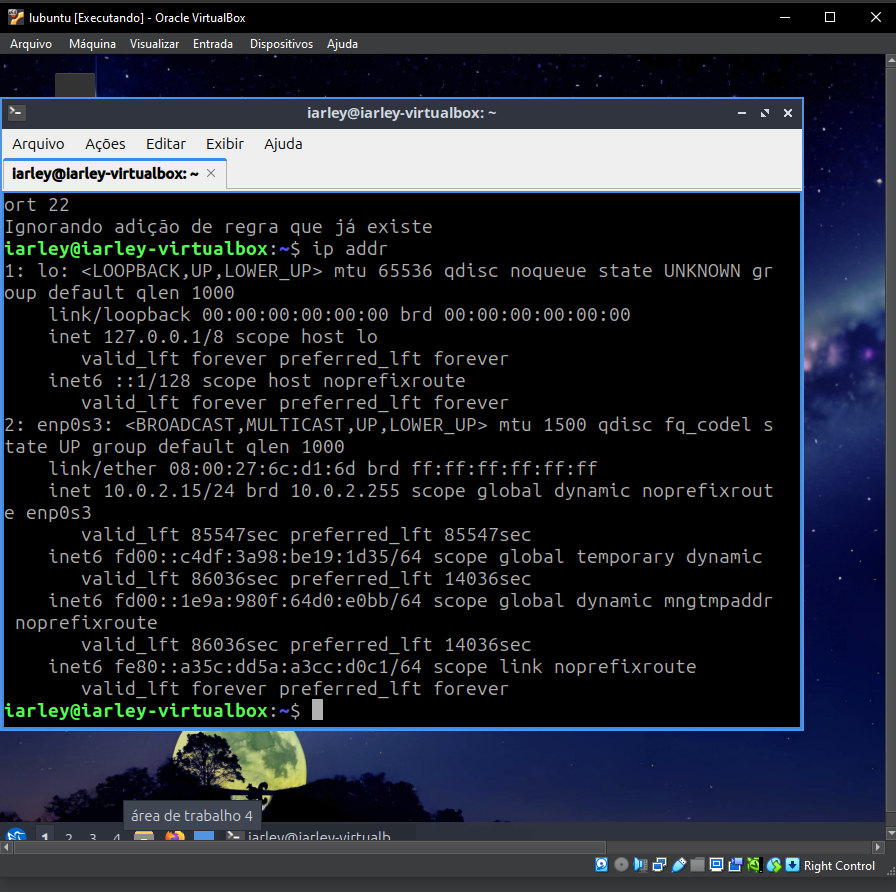 lubuntu [Executando] - Oracle VirtualBox
Arquivo Máquina Visualizar Entrada Dispositivos Ajuda
iarley@iarley-virtualbox: ~
Arquivo Ações Editar Exibir Ajuda
iarley@iarley-virtualbox: ~
ort 22
Ignorando adição de regra que já existe
iarley@iarley-virtualbox:~$ ip addr
1: lo: <LOOPBACK,UP,LOWER_UP> mtu 65536 qdisc noqueue state UNKNOWN gr
oup default qlen 1000
link/loopback 00:00:00:00:00:00 brd 00:00:00:00:00:00
inet 127.0.0.1/8 scope host lo
valid_lft forever preferred_lft forever
inet6 ::1/128 scope host noprefixroute
valid_lft forever preferred_lft forever
2: enp0s3: <BROADCAST,MULTICAST,UP,LOWER_UP> mtu 1500 qdisc fq_codel s
tate UP group default qlen 1000
link/ether 08:00:27:6c:d1:6d brd ff:ff:ff:ff:ff:ff
inet 10.0.2.15/24 brd 10.0.2.255 scope global dynamic noprefixrout
e enp0s3
valid_lft 85547sec preferred_lft 85547sec
inet6 fd00::c4df:3a98:be19:1d35/64 scope global temporary dynamic
valid_lft 86036sec preferred_lft 14036sec
inet6 fd00::1e9a:980f:64d0:e0bb/64 scope global dynamic mngtmpaddr
noprefixroute
valid_lft 86036sec preferred_lft 14036sec
inet6 fe80::a35c:dd5a:a3cc:d0c1/64 scope link noprefixroute
valid_lft forever preferred_lft forever
iarley@iarley-virtualbox:~$
área de trabalho 4
1 2 3 4 iarley@iarley-virtualb
Right Control